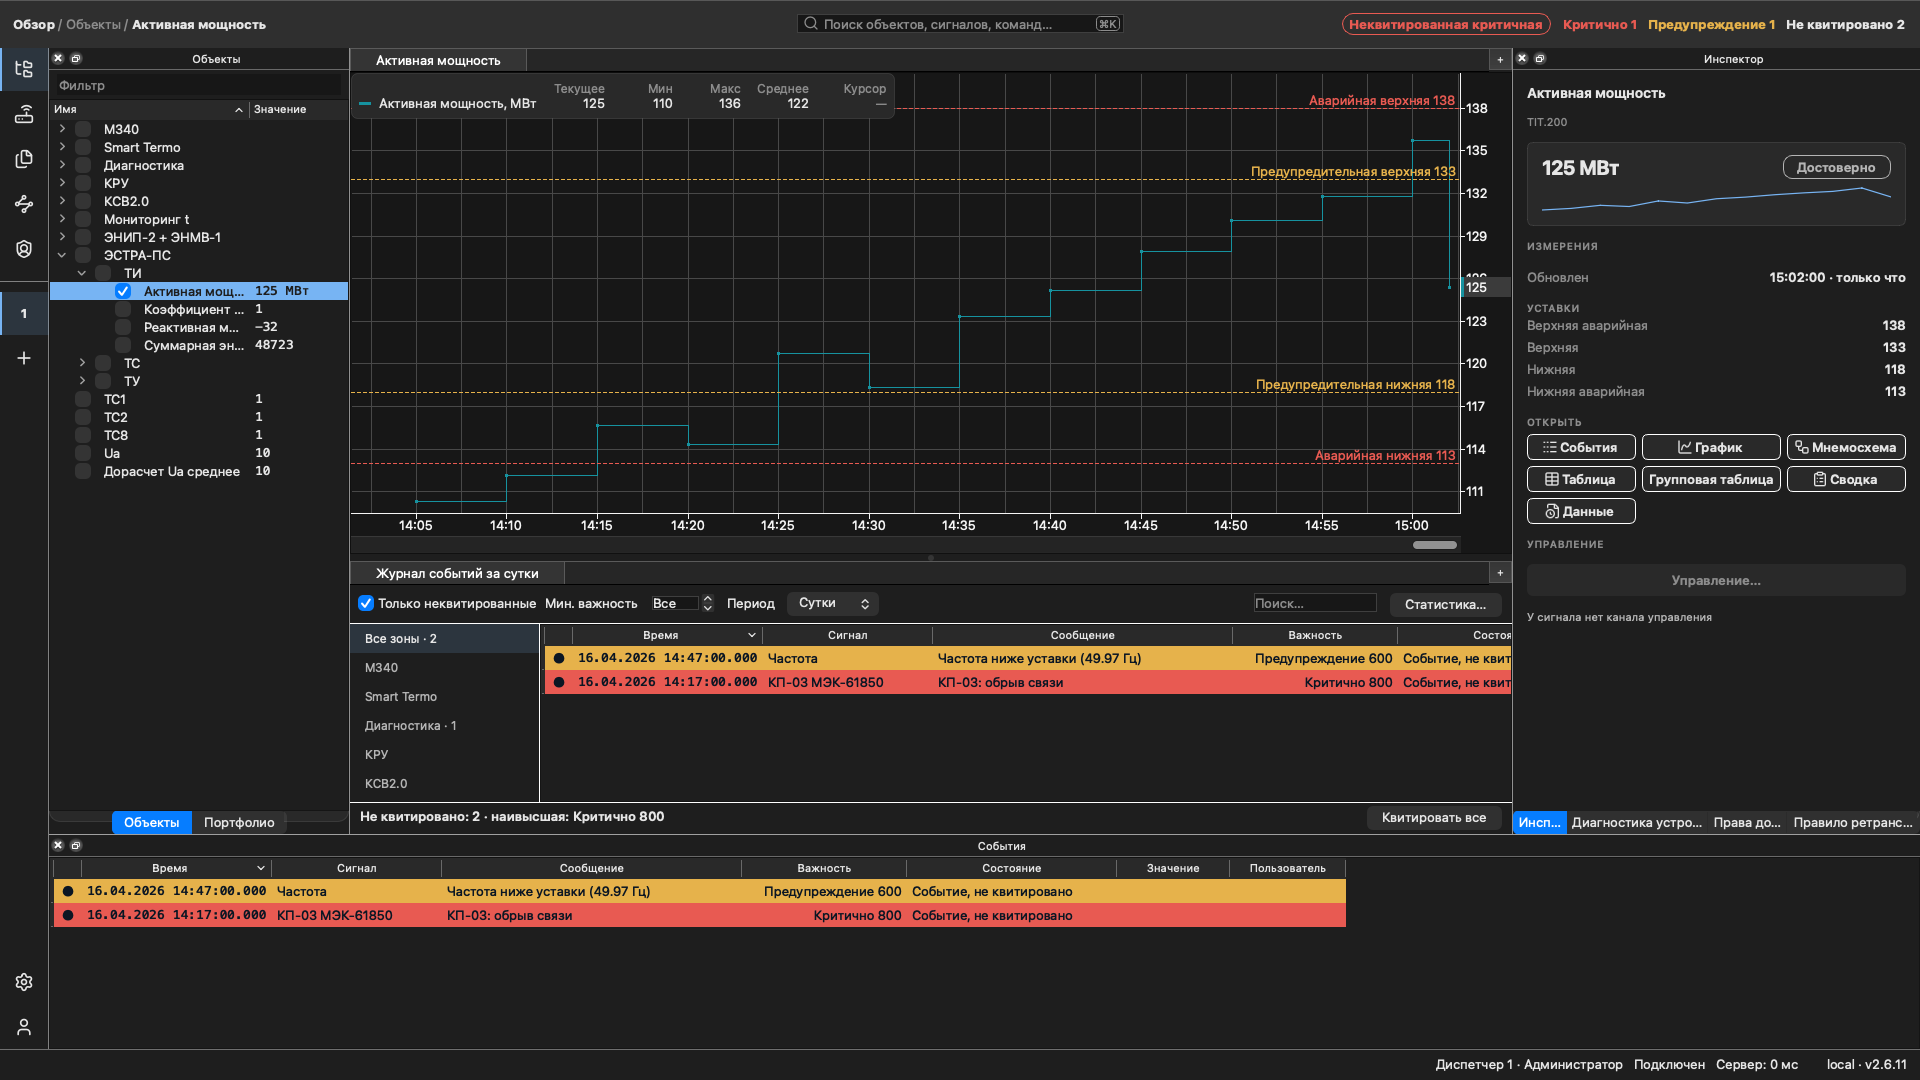 Обзор / Объекты / Активная мощность
Поиск объектов, сигналов, команд... ⌘K
Неквитированная критичная Критично 1 Предупреждение 1 Не квитировано 2
Объекты
Фильтр
Имя Значение
M340
Smart Termo
Диагностика
КРУ
КСВ2.0
Мониторинг t
ЭНИП-2 + ЭНМВ-1
ЭСТРА-ПС
ТИ
Активная мощ... 125 МВт
Коэффициент ... 1
Реактивная м... −32
Суммарная эн... 48723
ТС
ТУ
ТС1 1
ТС2 1
ТС8 1
Ua 10
Дорасчет Ua среднее 10
Объекты Портфолио
1
Активная мощность
Текущее Мин Макс Среднее Курсор
Активная мощность, МВт 125 110 136 122 —
Аварийная верхняя 138
Предупредительная верхняя 133
Предупредительная нижняя 118
Аварийная нижняя 113
138
135
132
129
125
123
120
117
114
111
14:05 14:10 14:15 14:20 14:25 14:30 14:35 14:40 14:45 14:50 14:55 15:00
Журнал событий за сутки
Только неквитированные Мин. важность Все Период Сутки Поиск... Статистика...
Все зоны · 2
M340
Smart Termo
Диагностика · 1
КРУ
КСВ2.0
Время Сигнал Сообщение Важность Состоя
16.04.2026 14:47:00.000 Частота Частота ниже уставки (49.97 Гц) Предупреждение 600 Событие, не квит
16.04.2026 14:17:00.000 КП-03 МЭК-61850 КП-03: обрыв связи Критично 800 Событие, не квит
Не квитировано: 2 · наивысшая: Критично 800 Квитировать все
Инспектор
Активная мощность
TIT.200
125 МВт Достоверно
ИЗМЕРЕНИЯ
Обновлен 15:02:00 · только что
УСТАВКИ
Верхняя аварийная 138
Верхняя 133
Нижняя 118
Нижняя аварийная 113
ОТКРЫТЬ
События График Мнемосхема
Таблица Групповая таблица Сводка
Данные
УПРАВЛЕНИЕ
Управление...
У сигнала нет канала управления
Инсп... Диагностика устро... Права до... Правило ретранс...
События
Время Сигнал Сообщение Важность Состояние Значение Пользователь
16.04.2026 14:47:00.000 Частота Частота ниже уставки (49.97 Гц) Предупреждение 600 Событие, не квитировано
16.04.2026 14:17:00.000 КП-03 МЭК-61850 КП-03: обрыв связи Критично 800 Событие, не квитировано
Диспетчер 1 · Администратор Подключен Сервер: 0 мс local · v2.6.11